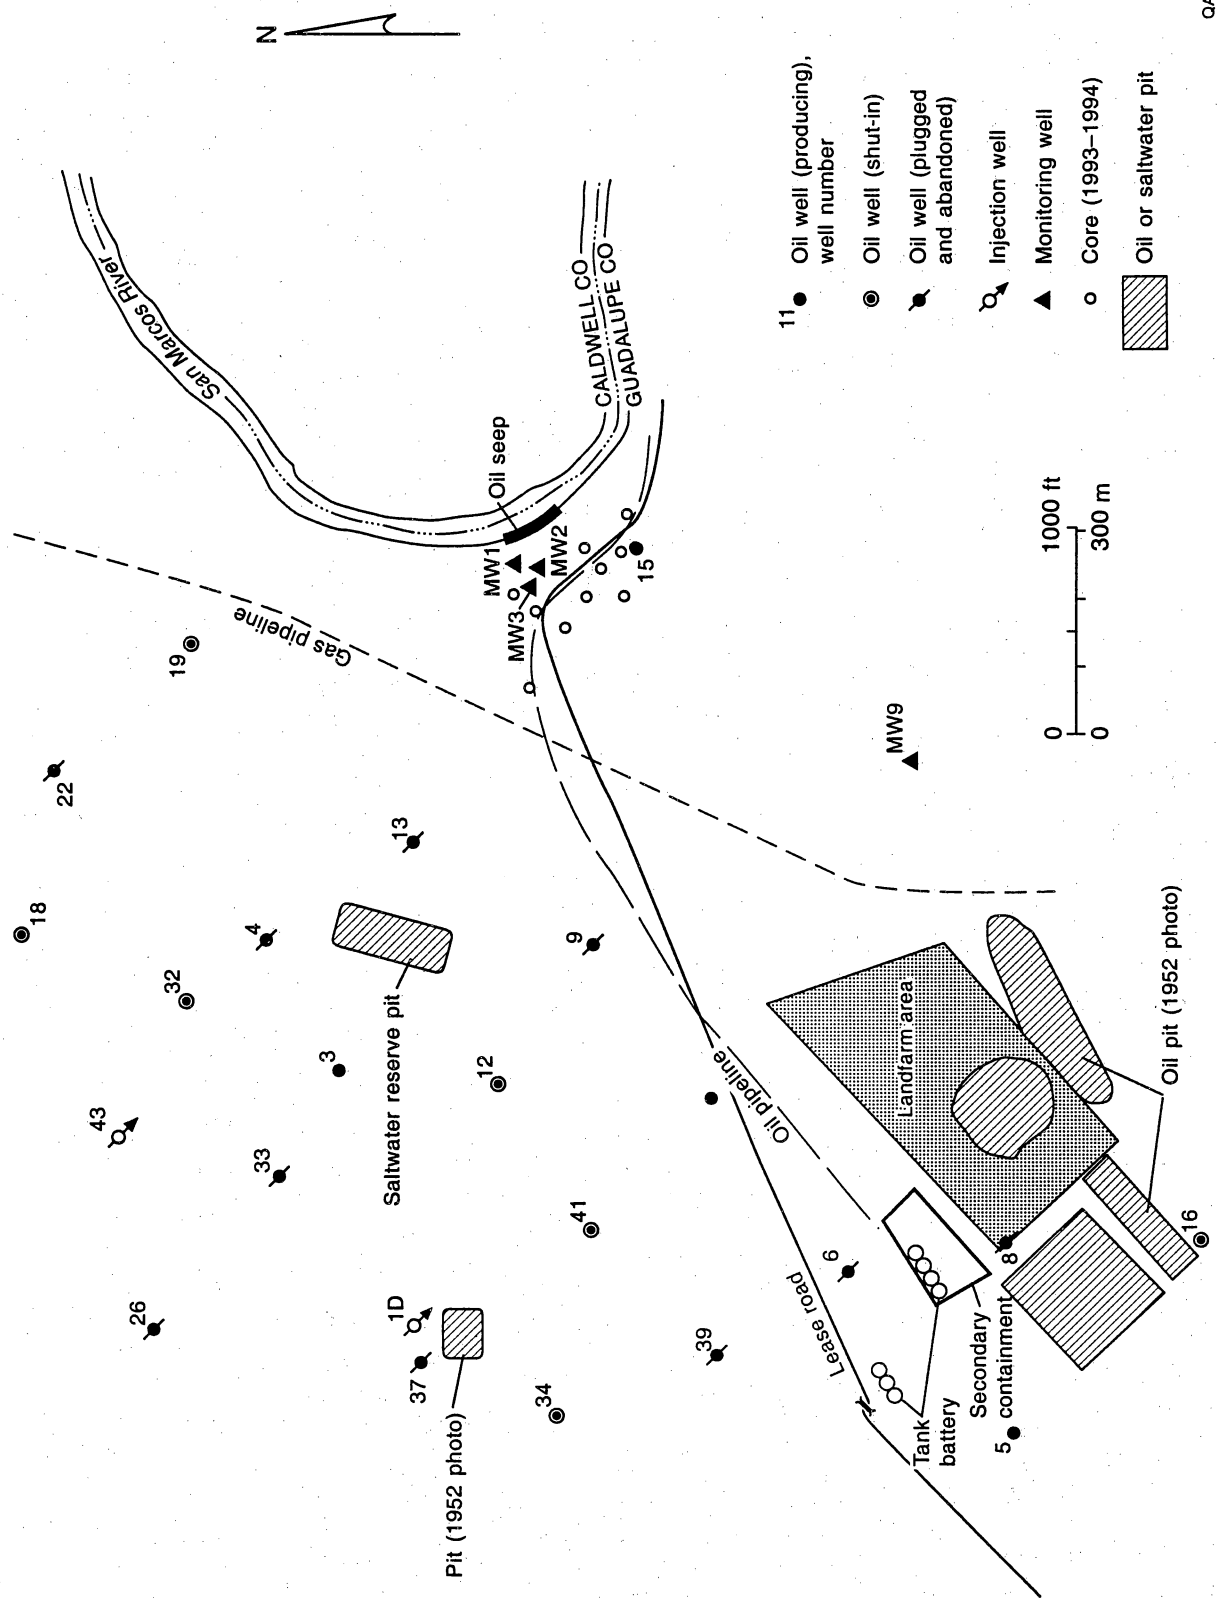 N
San Marcos River
CALDWELL CO
GUADALUPE CO
Oil seep
MW1
MW2
MW3
15
Gas pipeline
19
22
18
13
4
32
9
Saltwater reserve pit
3
12
43
33
41
26
1D
37
Pit (1952 photo)
34
39
6
Lease road
Oil pipeline
Landfarm area
MW9
Oil pit (1952 photo)
16
8
Secondary
containment
Tank
battery
5
0
1000 ft
0
300 m
11
Oil well (producing),
well number
Oil well (shut-in)
Oil well (plugged
and abandoned)
Injection well
Monitoring well
Core (1993–1994)
Oil or saltwater pit